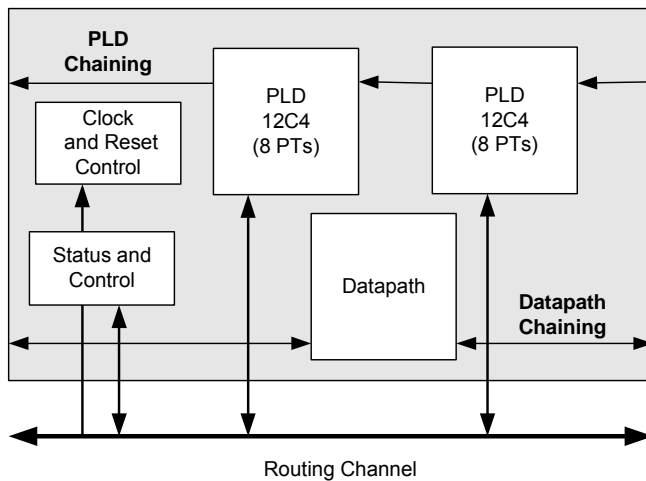 PLD
Chaining
PLD
12C4
(8 PTs)
PLD
12C4
(8 PTs)
Clock
and Reset
Control
Status and
Control
Datapath
Datapath
Chaining
Routing Channel